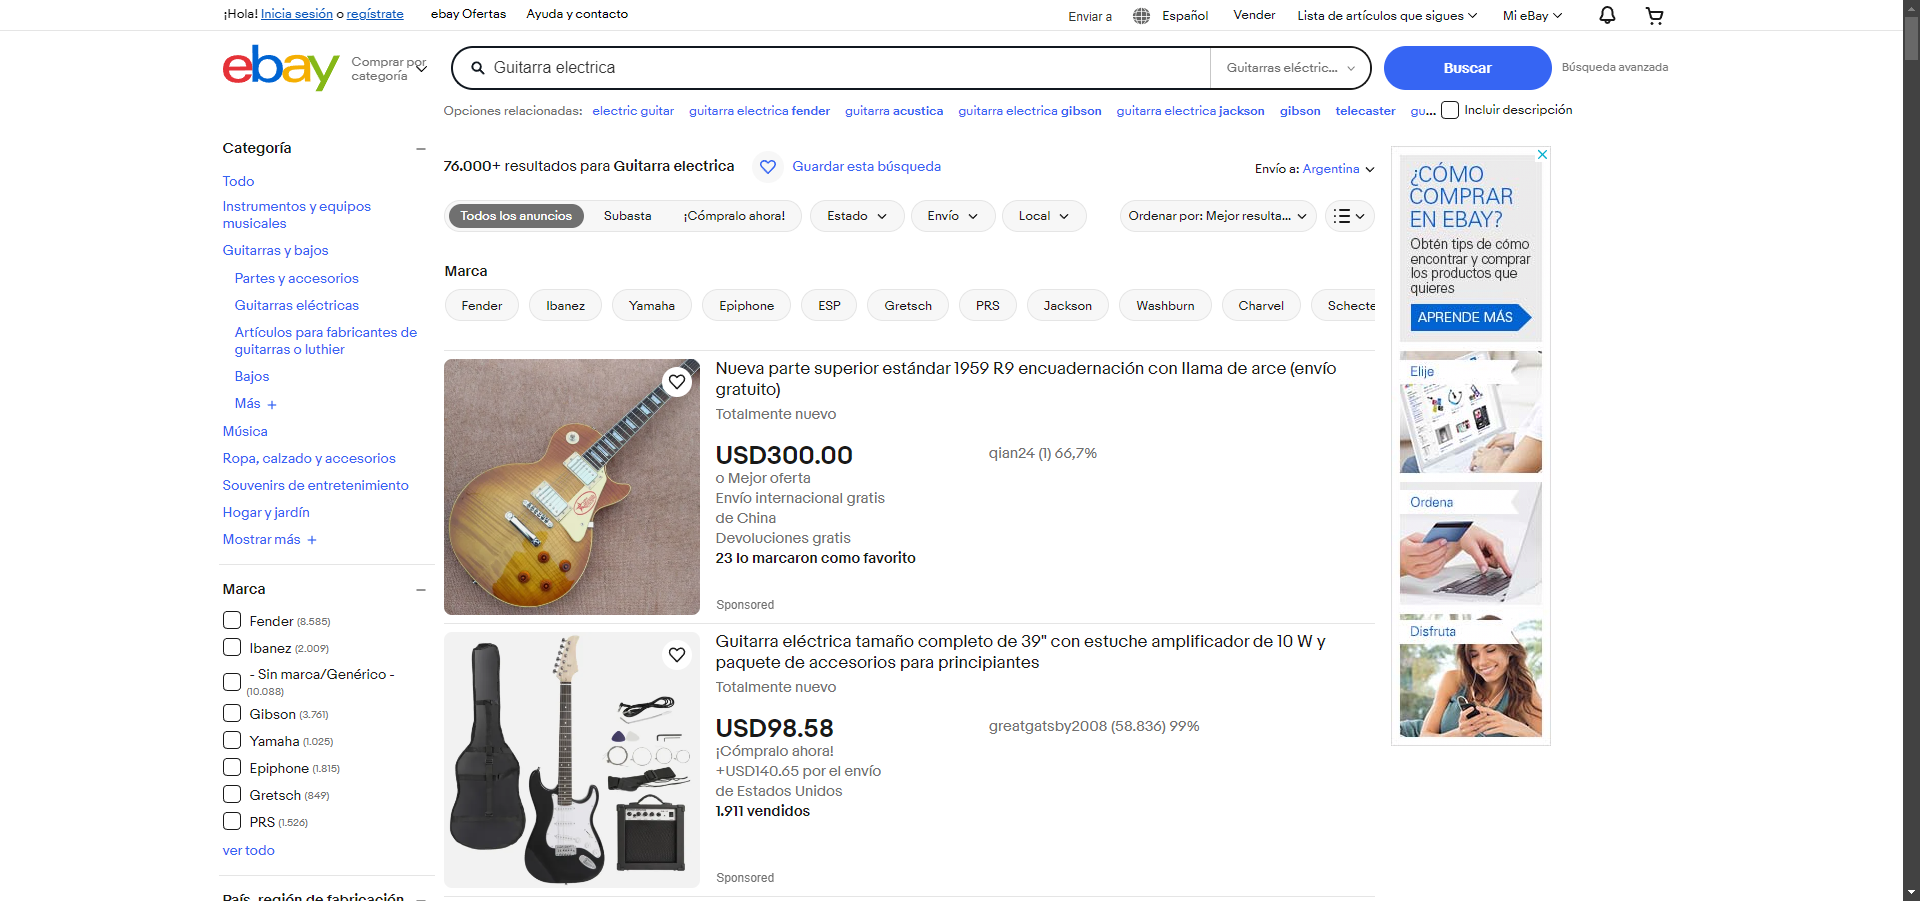 ¡Hola! Inicia sesión o regístrate
ebay Ofertas
Ayuda y contacto
Enviar a
Español
Vender
Lista de artículos que sigues
Mi eBay
ebay
Comprar por
categoría
Guitarra electrica
Guitarras eléctric...
Buscar
Búsqueda avanzada
Opciones relacionadas:
electric guitar
guitarra electrica fender
guitarra acustica
guitarra electrica gibson
guitarra electrica jackson
gibson
telecaster
gu...
Incluir descripción
Categoría
Todo
Instrumentos y equipos
musicales
Guitarras y bajos
Partes y accesorios
Guitarras eléctricas
Artículos para fabricantes de
guitarras o luthier
Bajos
Más +
Música
Ropa, calzado y accesorios
Souvenirs de entretenimiento
Hogar y jardín
Mostrar más +
Marca
Fender (8.585)
Ibanez (2.009)
- Sin marca/Genérico -
(10.088)
Gibson (3.761)
Yamaha (1.025)
Epiphone (1.815)
Gretsch (849)
PRS (1.526)
ver todo
País, región de fabricación
76.000+ resultados para Guitarra electrica
Guardar esta búsqueda
Envío a: Argentina
Todos los anuncios
Subasta
¡Cómpralo ahora!
Estado
Envío
Local
Ordenar por: Mejor resulta...
Marca
Fender
Ibanez
Yamaha
Epiphone
ESP
Gretsch
PRS
Jackson
Washburn
Charvel
Schecte
Nueva parte superior estándar 1959 R9 encuadernación con llama de arce (envío
gratuito)
Totalmente nuevo
USD300.00
qian24 (1) 66,7%
o Mejor oferta
Envío internacional gratis
de China
Devoluciones gratis
23 lo marcaron como favorito
Sponsored
Guitarra eléctrica tamaño completo de 39" con estuche amplificador de 10 W y
paquete de accesorios para principiantes
Totalmente nuevo
USD98.58
greatgatsby2008 (58.836) 99%
¡Cómpralo ahora!
+USD140.65 por el envío
de Estados Unidos
1.911 vendidos
Sponsored
¿CÓMO
COMPRAR
EN EBAY?
Obtén tips de cómo
encontrar y comprar
los productos que
quieres
APRENDE MÁS
Elije
Ordena
Disfruta